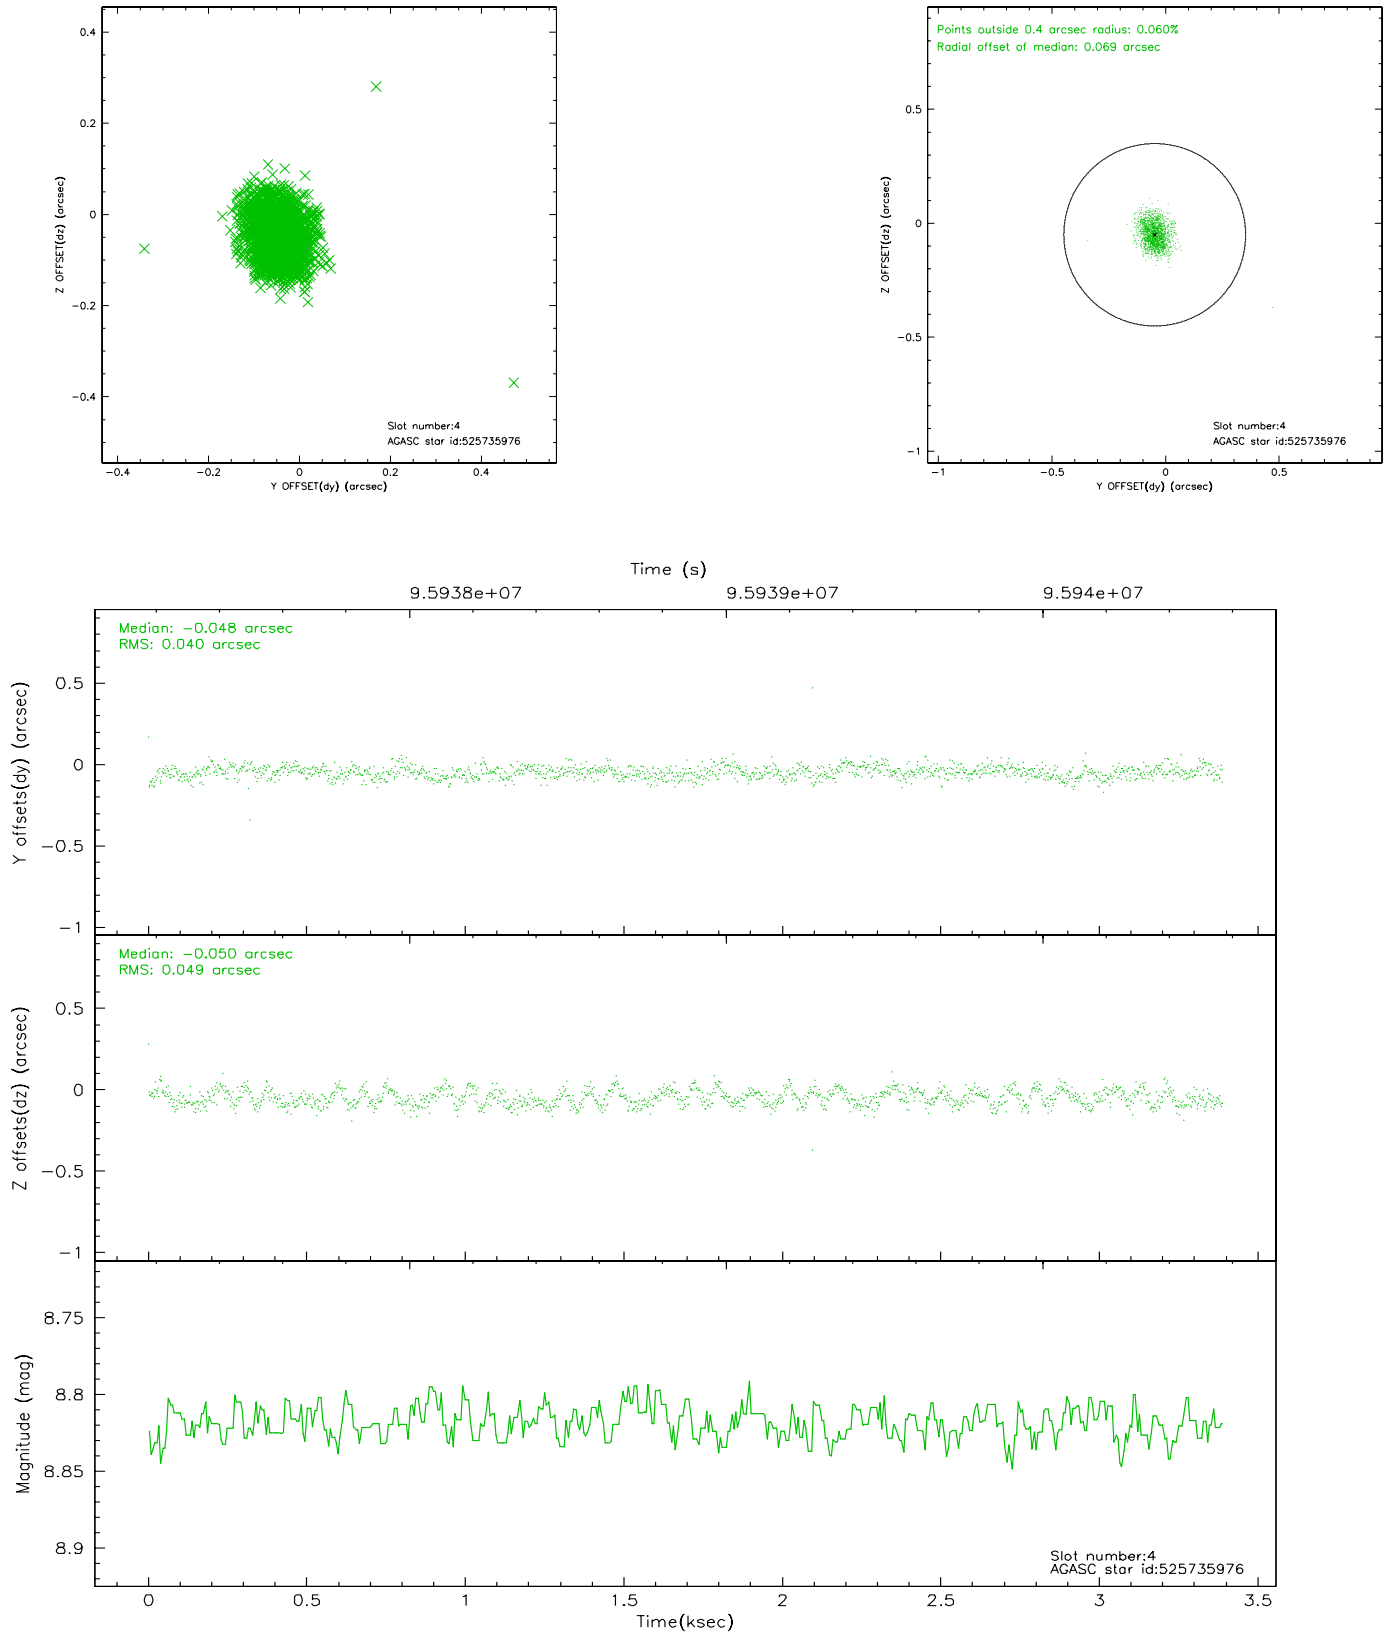 0.4
0.2
0
−0.2
−0.4
Z OFFSET(dz) (arcsec)
Slot number:4
AGASC star id:525735976
−0.4 −0.2 0 0.2 0.4
Y OFFSET(dy) (arcsec)
Points outside 0.4 arcsec radius: 0.060%
Radial offset of median: 0.069 arcsec
0.5
0
−0.5
−1
Z OFFSET(dz) (arcsec)
Slot number:4
AGASC star id:525735976
−1 −0.5 0 0.5
Y OFFSET(dy) (arcsec)
Time (s)
9.5938e+07 9.5939e+07 9.594e+07
Median: −0.048 arcsec
RMS: 0.040 arcsec
0.5
0
−0.5
−1
Y offsets(dy) (arcsec)
Median: −0.050 arcsec
RMS: 0.049 arcsec
0.5
0
−0.5
−1
Z offsets(dz) (arcsec)
8.75
8.8
8.85
8.9
Magnitude (mag)
Slot number:4
AGASC star id:525735976
0 0.5 1 1.5 2 2.5 3 3.5
Time(ksec)